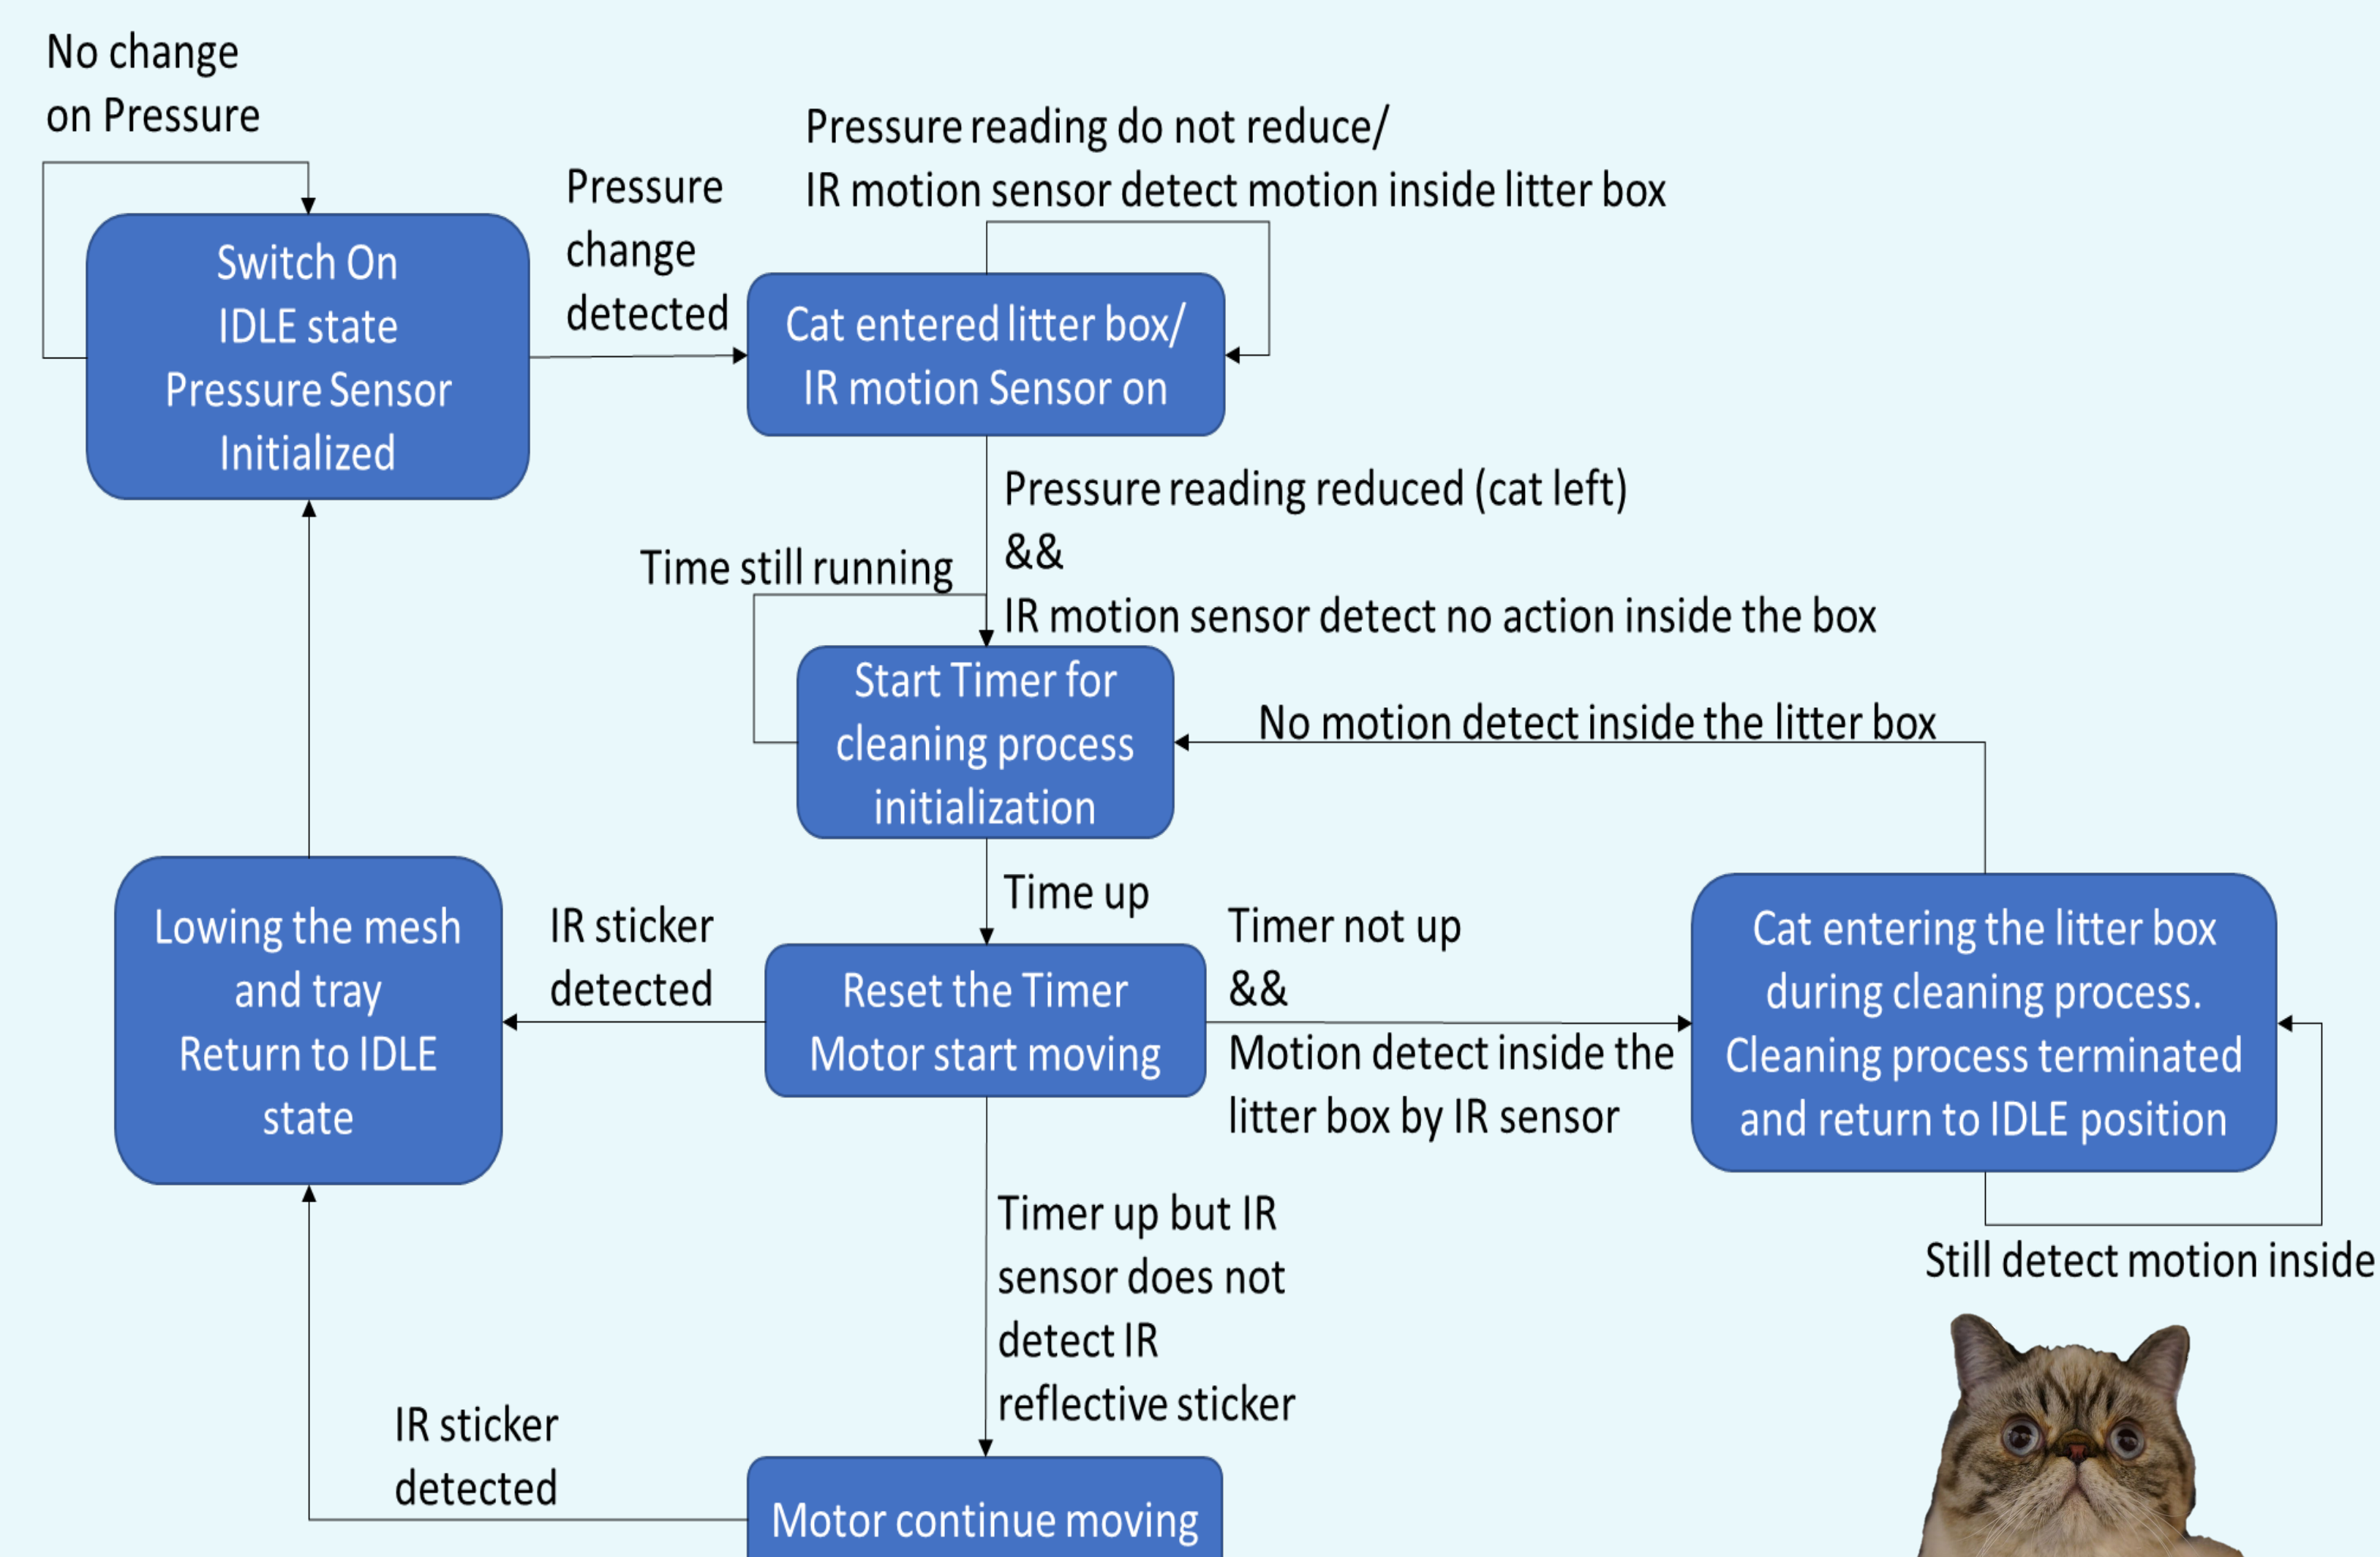 No change
on Pressure
Pressure reading do not reduce/
IR motion sensor detect motion inside litter box
Pressure
change
detected
Switch On
IDLE state
Pressure Sensor
Initialized
Cat entered litter box/
IR motion Sensor on
Pressure reading reduced (cat left)
&&
IR motion sensor detect no action inside the box
Time still running
Start Timer for
cleaning process
initialization
No motion detect inside the litter box
Time up
Lowing the mesh
and tray
Return to IDLE
state
IR sticker
detected
Reset the Timer
Motor start moving
Timer not up
&&
Motion detect inside the
litter box by IR sensor
Cat entering the litter box
during cleaning process.
Cleaning process terminated
and return to IDLE position
Still detect motion inside
Timer up but IR
sensor does not
detect IR
reflective sticker
IR sticker
detected
Motor continue moving